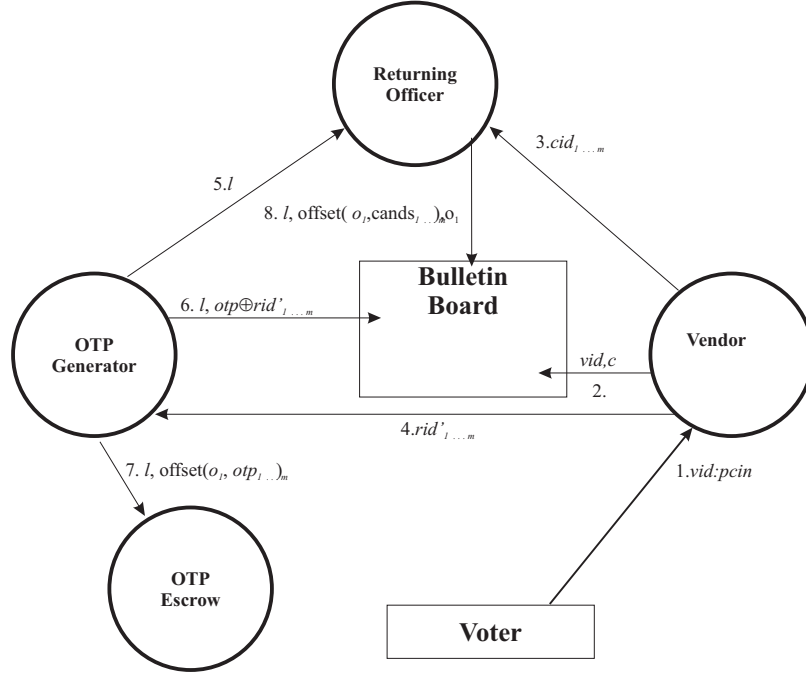 Returning
Officer
3.cid1 ... m
5.l
8. l, offset( o1,cands1 ...)m,o1
Bulletin
Board
6. l, otp⊕rid’1 ... m
OTP
Generator
Vendor
vid,c
2.
4.rid’1 ... m
7. l, offset(o1, otp1 ...)m
1.vid:pcin
OTP
Escrow
Voter